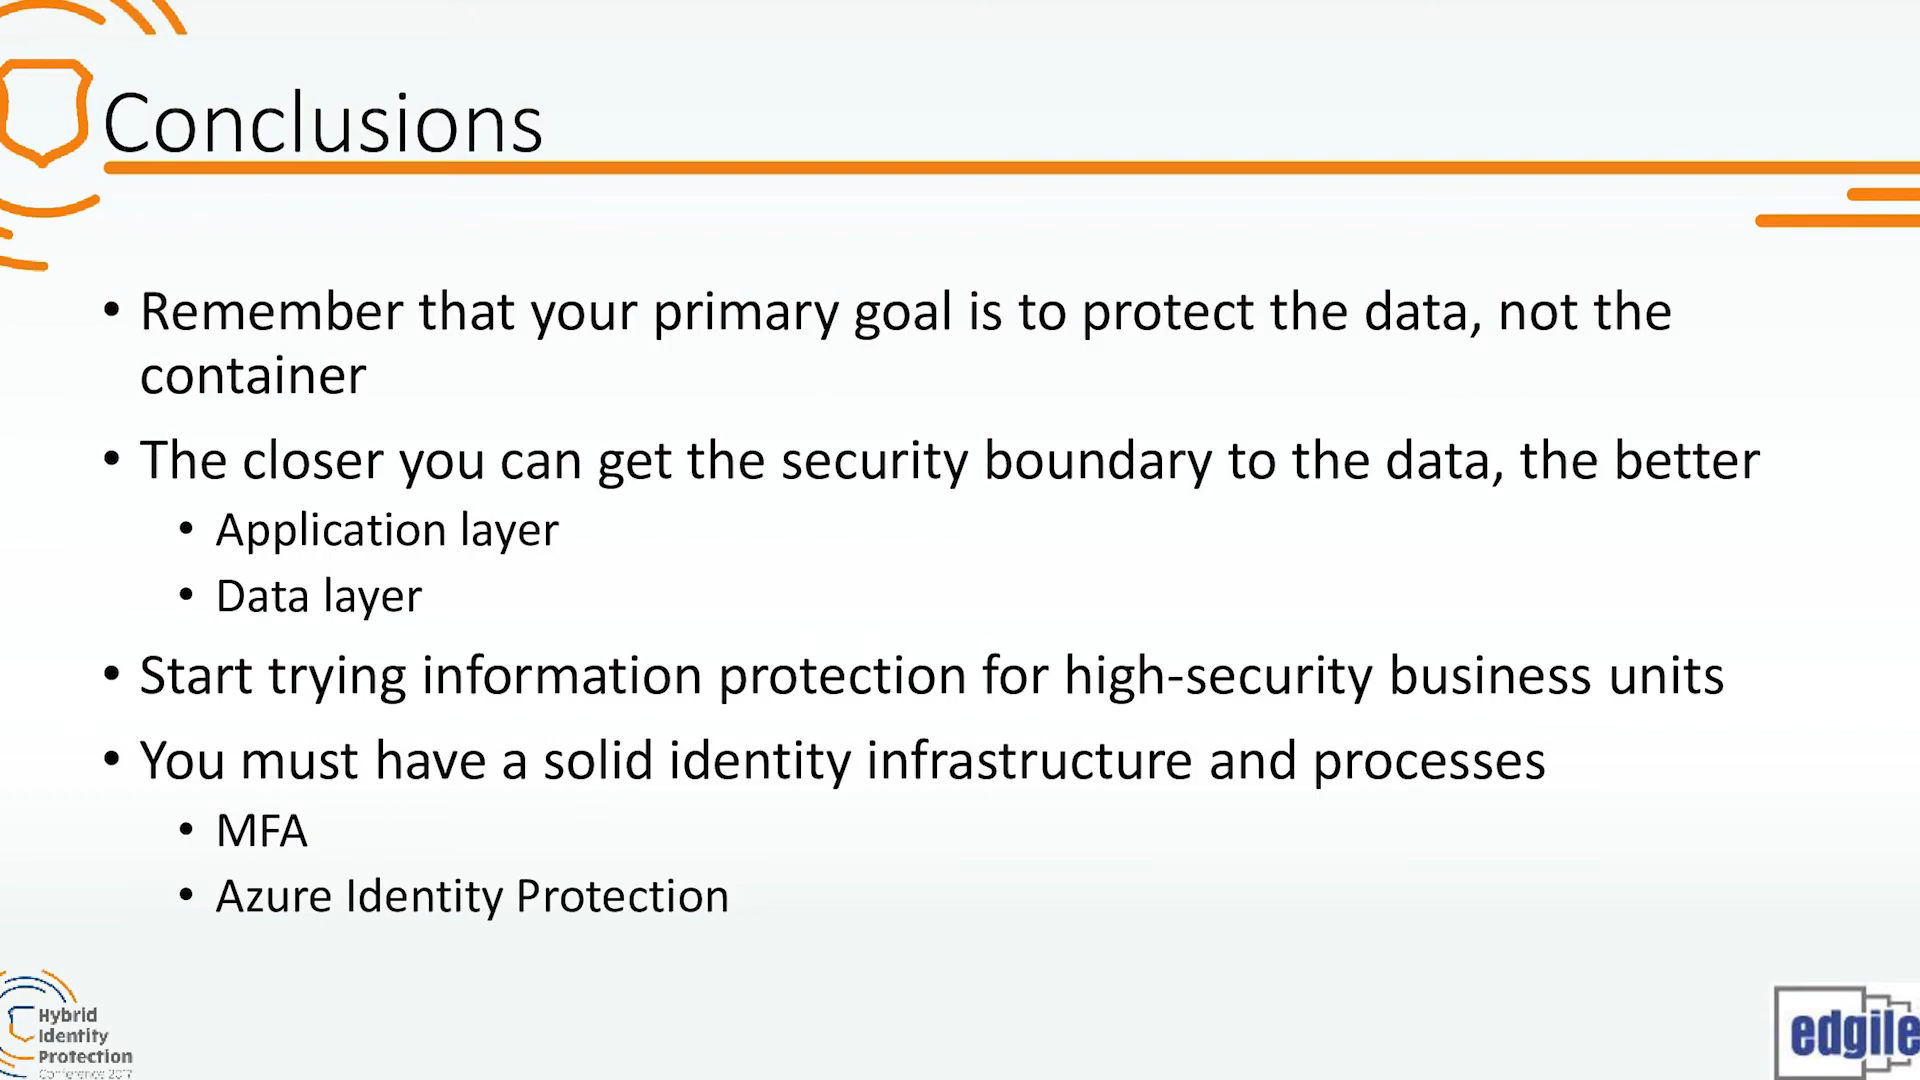 Conclusions
• Remember that your primary goal is to protect the data, not the
container
• The closer you can get the security boundary to the data, the better
• Application layer
• Data layer
• Start trying information protection for high-security business units
• You must have a solid identity infrastructure and processes
• MFA
• Azure Identity Protection
Hybrid
Identity
Protection
Conference 2017
edgile